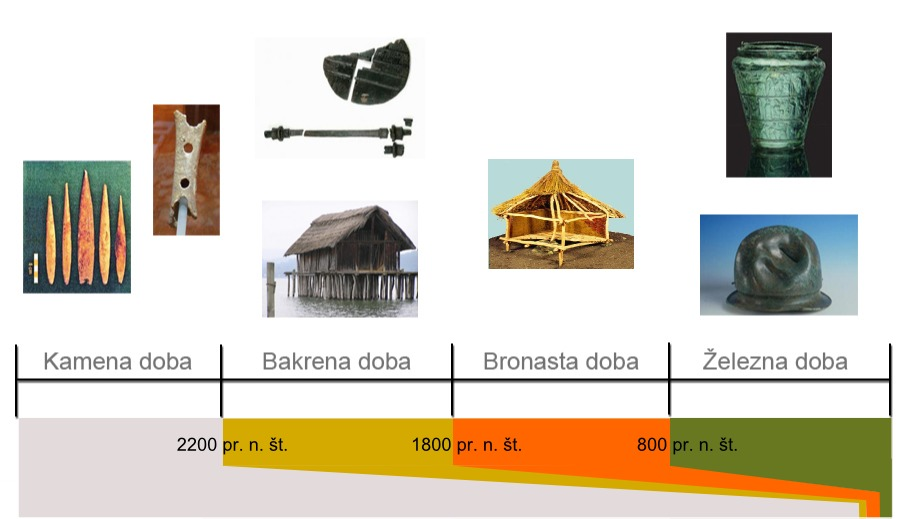 Kamena doba
Bakrena doba
Bronasta doba
Železna doba
2200 pr. n. št.
1800 pr. n. št.
800 pr. n. št.